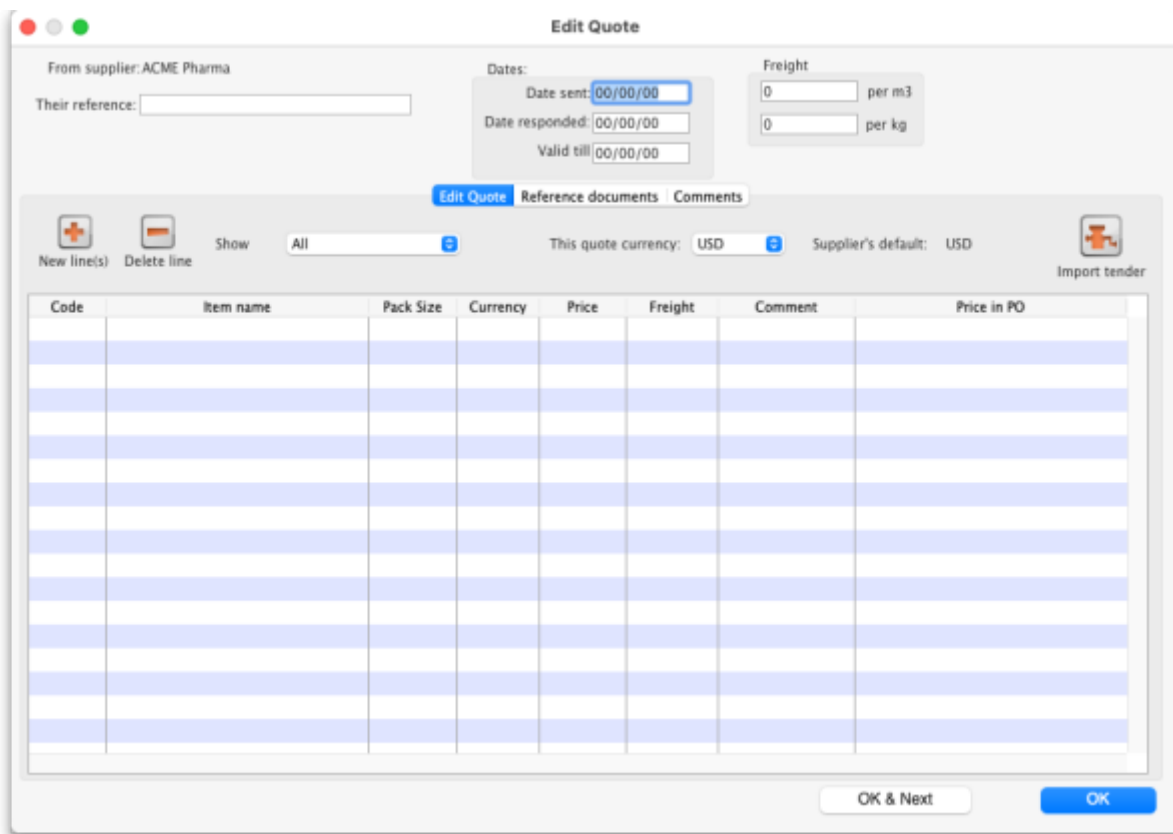 Edit Quote
From supplier: ACME Pharma
Their reference:
Dates:
Date sent: 00/00/00
Date responded: 00/00/00
Valid till 00/00/00
Freight
0 per m3
0 per kg
Edit Quote Reference documents Comments
New line(s) Delete line Show All This quote currency: USD Supplier's default: USD Import tender
Code Item name Pack Size Currency Price Freight Comment Price in PO
OK & Next OK